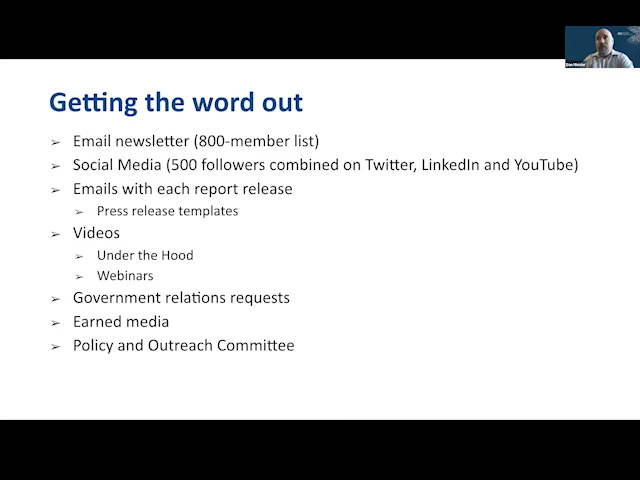 Getting the word out
➢ Email newsletter (800-member list)
➢ Social Media (500 followers combined on Twitter, LinkedIn and YouTube)
➢ Emails with each report release
➢ Press release templates
➢ Videos
➢ Under the Hood
➢ Webinars
➢ Government relations requests
➢ Earned media
➢ Policy and Outreach Committee